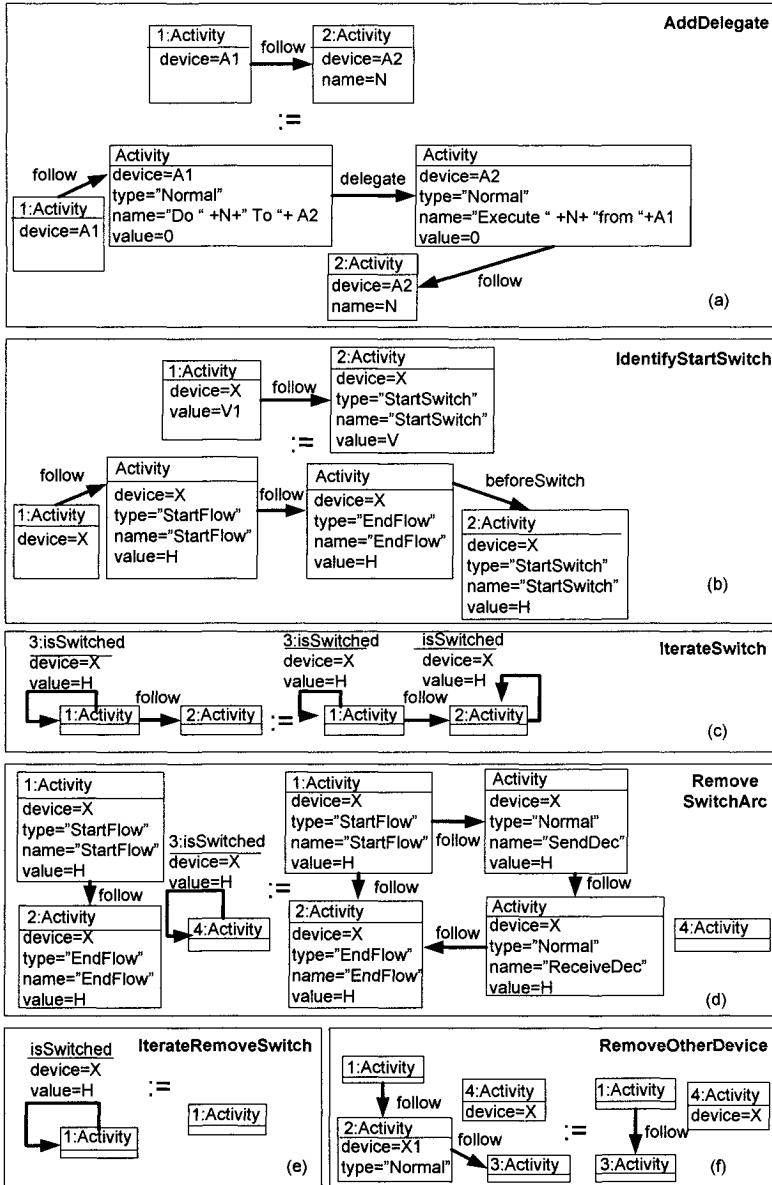 AddDelegate
1:Activity
device=A1
follow
2:Activity
device=A2
name=N
:=
follow
1:Activity
device=A1
Activity
device=A1
type="Normal"
name="Do " +N+" To "+ A2
value=0
delegate
Activity
device=A2
type="Normal"
name="Execute " +N+ "from "+A1
value=0
2:Activity
device=A2
name=N
follow
(a)
IdentifyStartSwitch
1:Activity
device=X
value=V1
follow
2:Activity
device=X
type="StartSwitch"
name="StartSwitch"
value=V
:=
follow
1:Activity
device=X
Activity
device=X
type="StartFlow"
name="StartFlow"
value=H
follow
Activity
device=X
type="EndFlow"
name="EndFlow"
value=H
beforeSwitch
2:Activity
device=X
type="StartSwitch"
name="StartSwitch"
value=H
(b)
IterateSwitch
3:isSwitched
device=X
value=H
1:Activity
follow
2:Activity
:=
3:isSwitched
device=X
value=H
1:Activity
follow
isSwitched
device=X
value=H
2:Activity
(c)
Remove
SwitchArc
1:Activity
device=X
type="StartFlow"
name="StartFlow"
value=H
follow
2:Activity
device=X
type="EndFlow"
name="EndFlow"
value=H
3:isSwitched
device=X
value=H
4:Activity
:=
1:Activity
device=X
type="StartFlow"
name="StartFlow"
value=H
follow
Activity
device=X
type="Normal"
name="SendDec"
value=H
follow
follow
2:Activity
device=X
type="EndFlow"
name="EndFlow"
value=H
follow
Activity
device=X
type="Normal"
name="ReceiveDec"
value=H
4:Activity
(d)
IterateRemoveSwitch
isSwitched
device=X
value=H
1:Activity
:=
1:Activity
(e)
RemoveOtherDevice
1:Activity
follow
2:Activity
device=X1
type="Normal"
follow
3:Activity
4:Activity
device=X
:=
1:Activity
follow
3:Activity
4:Activity
device=X
(f)